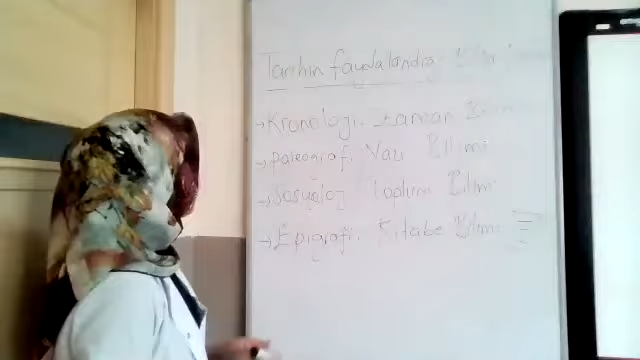 Tarihin faydalandığı Bilim
→ Kronoloji. Zaman Bilimi
→ Paleografi. Yazı Bilimi
→ Sosyoloji Toplum Bilimi
→ Epigrafi. Kitabe Bilimi